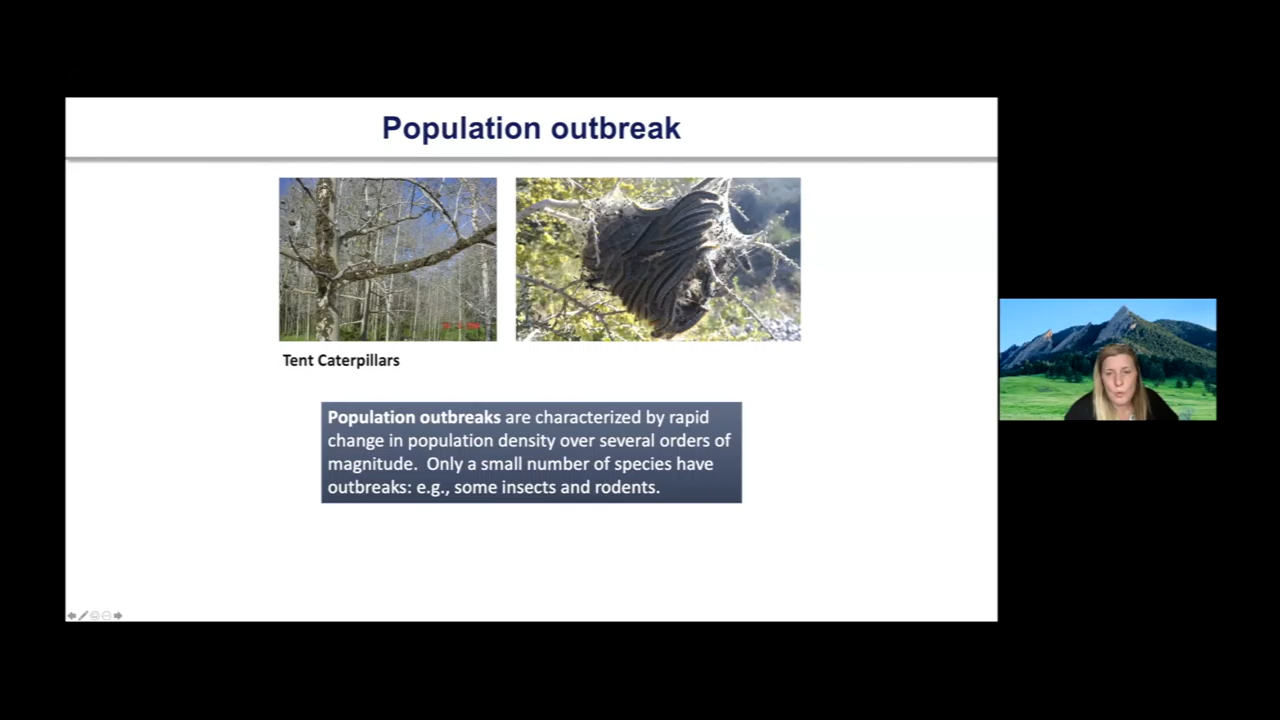 Population outbreak
Tent Caterpillars
Population outbreaks are characterized by rapid
change in population density over several orders of
magnitude.  Only a small number of species have
outbreaks: e.g., some insects and rodents.